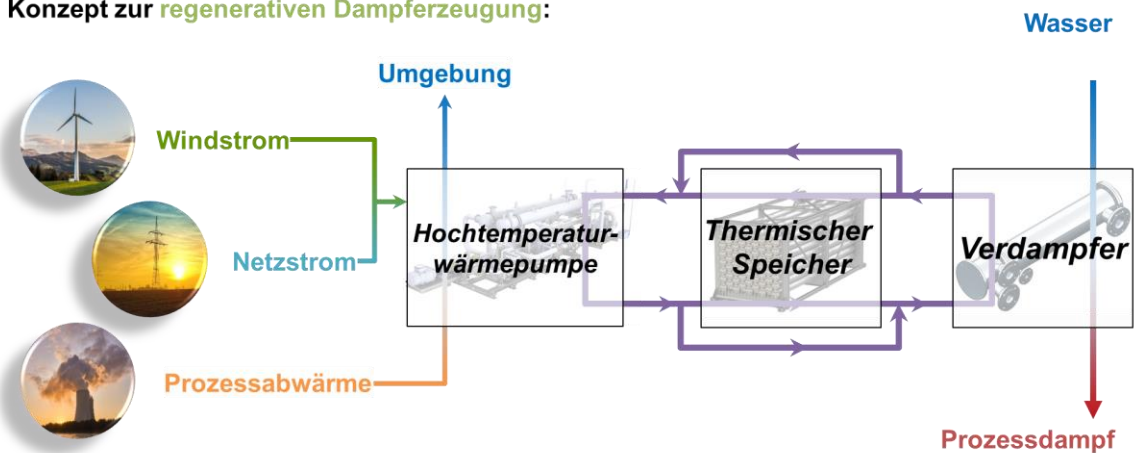 Konzept zur regenerativen Dampferzeugung:
Wasser
Umgebung
Windstrom
Netzstrom
Hochtemperatur-
wärmepumpe
Thermischer
Speicher
Verdampfer
Prozessabwärme
Prozessdampf